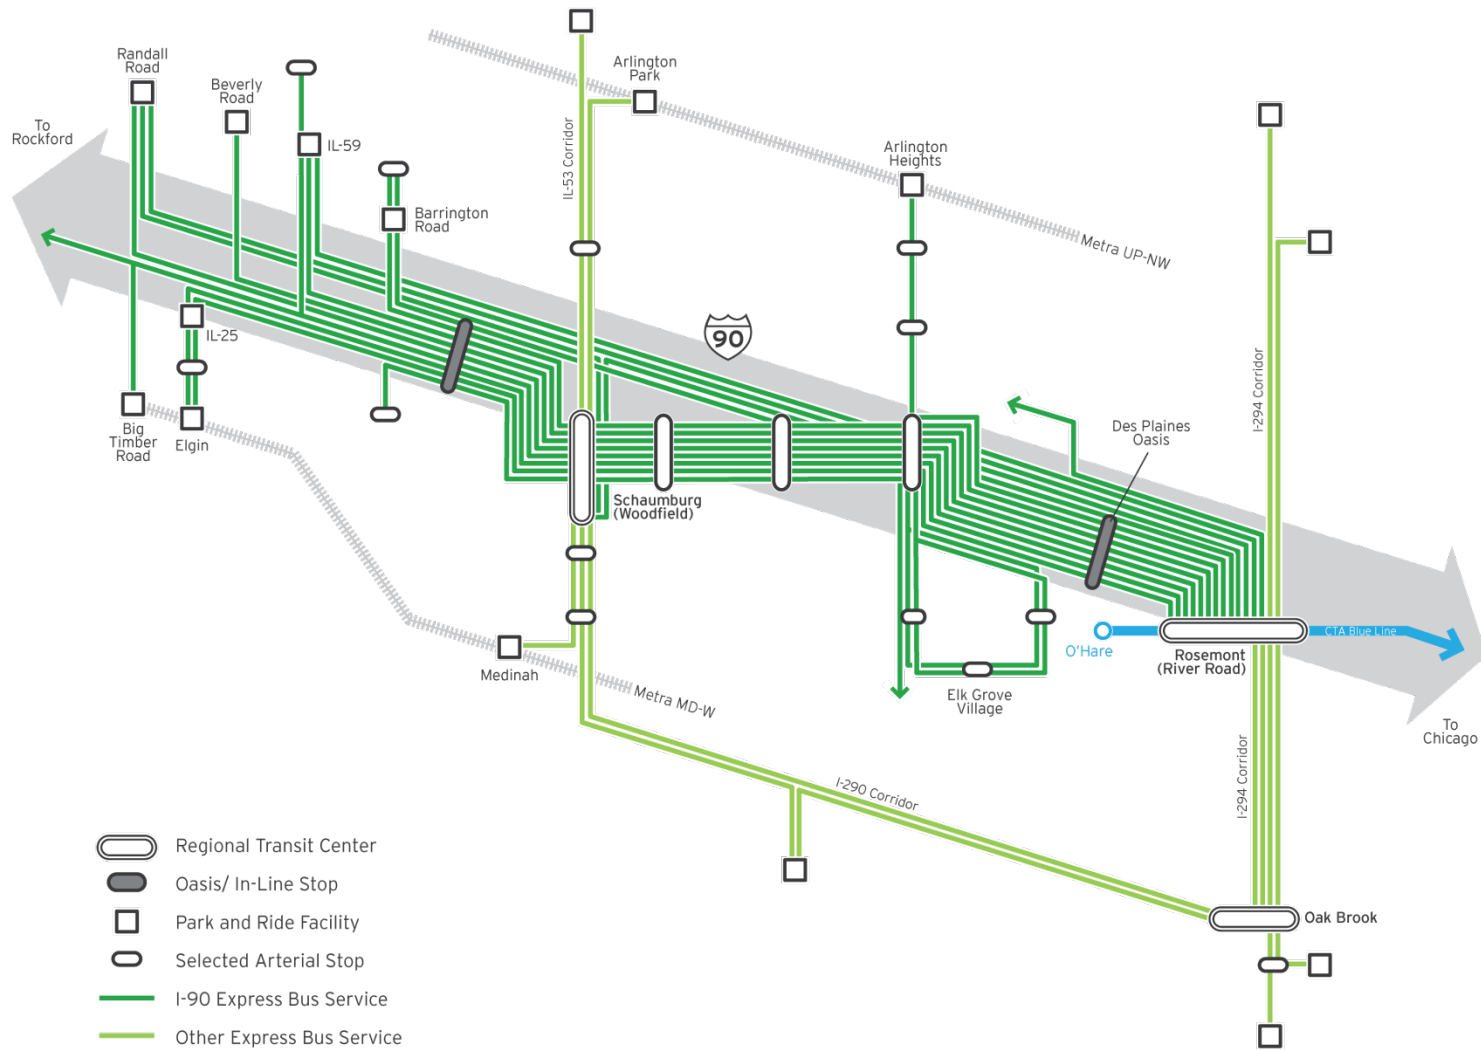 Randall
Road
Beverly
Road
To
Rockford
IL-59
Barrington
Road
IL-53 Corridor
Arlington
Park
Arlington
Heights
Metra UP-NW
90
IL-25
Big
Timber
Road
Elgin
Schaumburg
(Woodfield)
Des Plaines
Oasis
I-294 Corridor
O'Hare
CTA Blue Line
Rosemont
(River Road)
To
Chicago
Medinah
Metra MD-W
Elk Grove
Village
I-290 Corridor
I-294 Corridor
Oak Brook
Regional Transit Center
Oasis/ In-Line Stop
Park and Ride Facility
Selected Arterial Stop
I-90 Express Bus Service
Other Express Bus Service